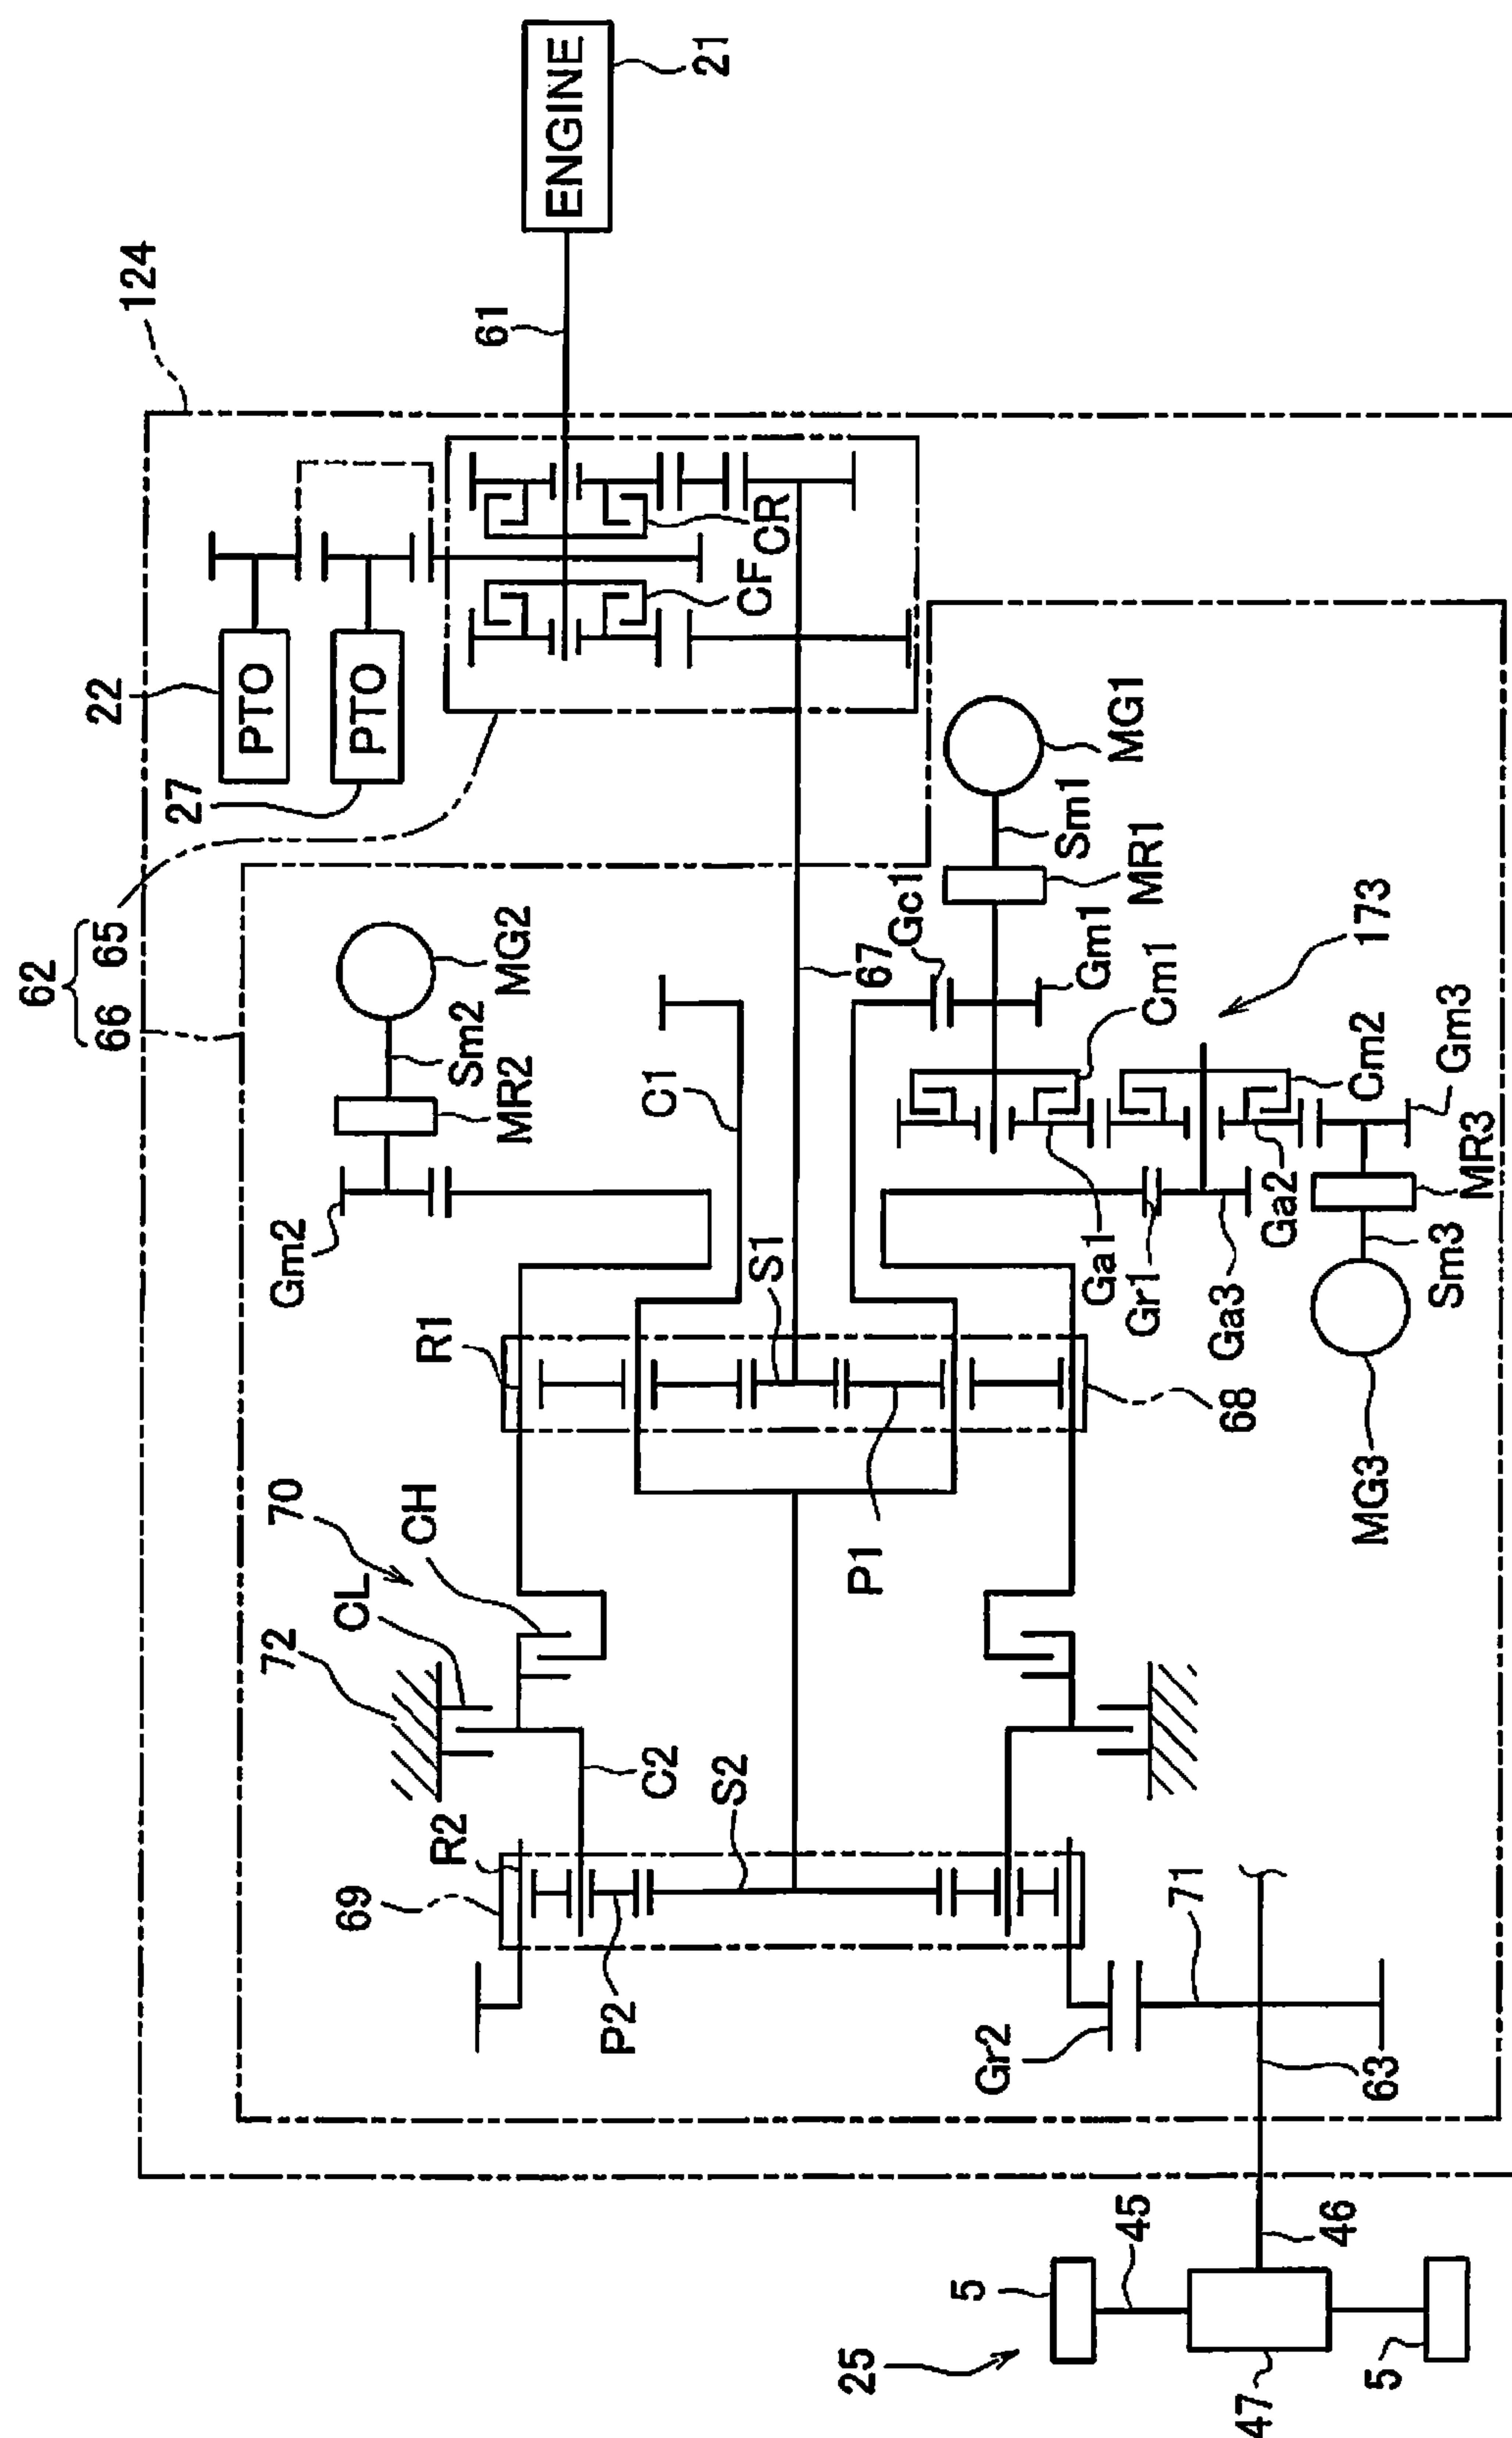 ENGINE
21
124
61
22
PTO
27
PTO
CR
CF
62
65
66
MG2
Sm2
MR2
Gm2
C1
67
Gc1
MG1
Sm1
MR1
Gm1
Cm1
173
Cm2
Gm3
MR3
Sm3
MG3
Ga1
Gr1
Ga3
Ga2
S1
R1
68
P1
70
CH
CL
72
C2
S2
R2
69
P2
Gr2
71
63
46
45
5
25
47
5